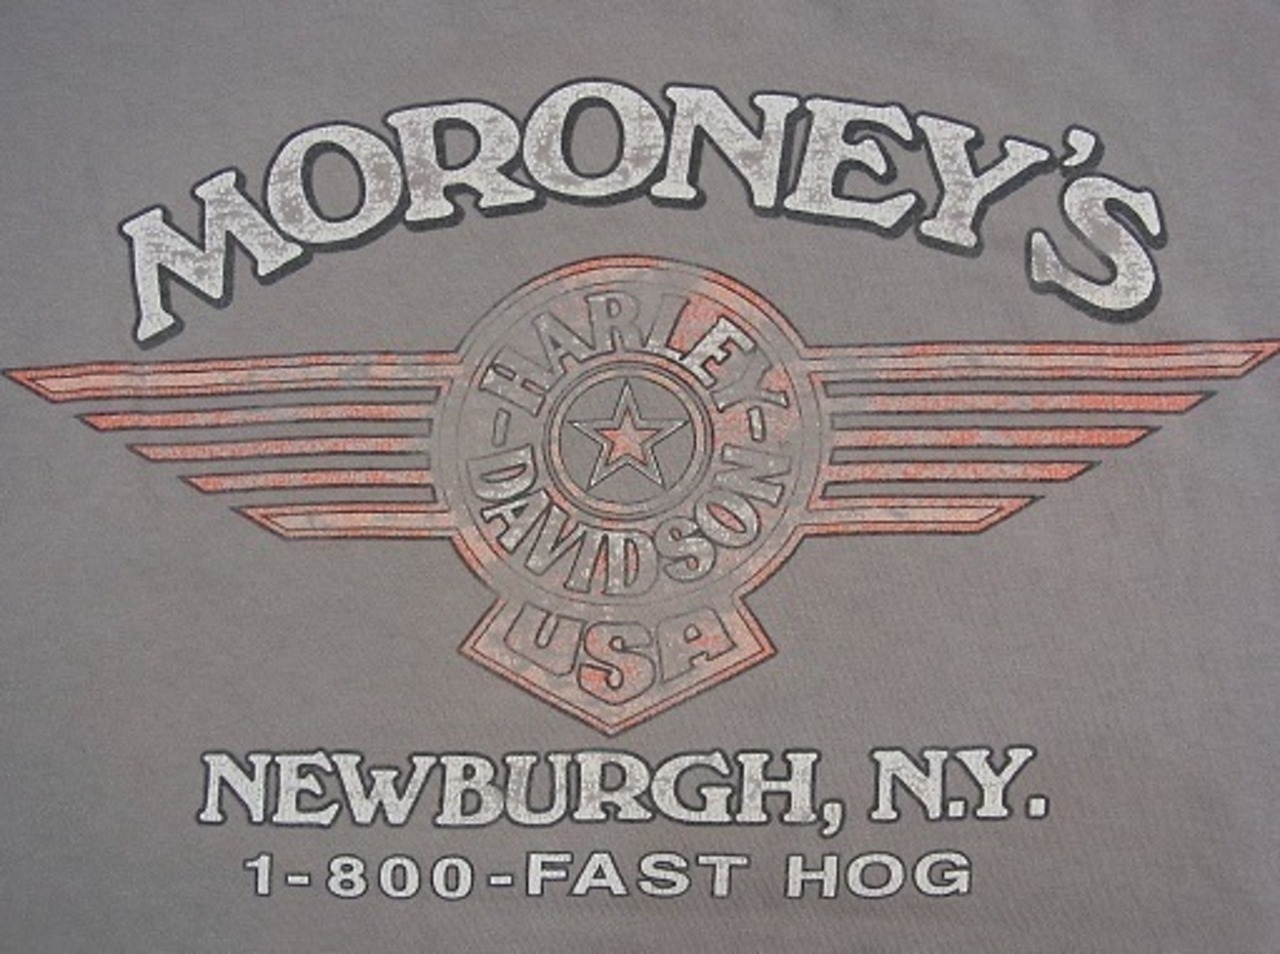 MORONEY'S
HARLEY-
-DAVIDSON
USA
NEWBURGH, N.Y.
1-800-FAST HOG